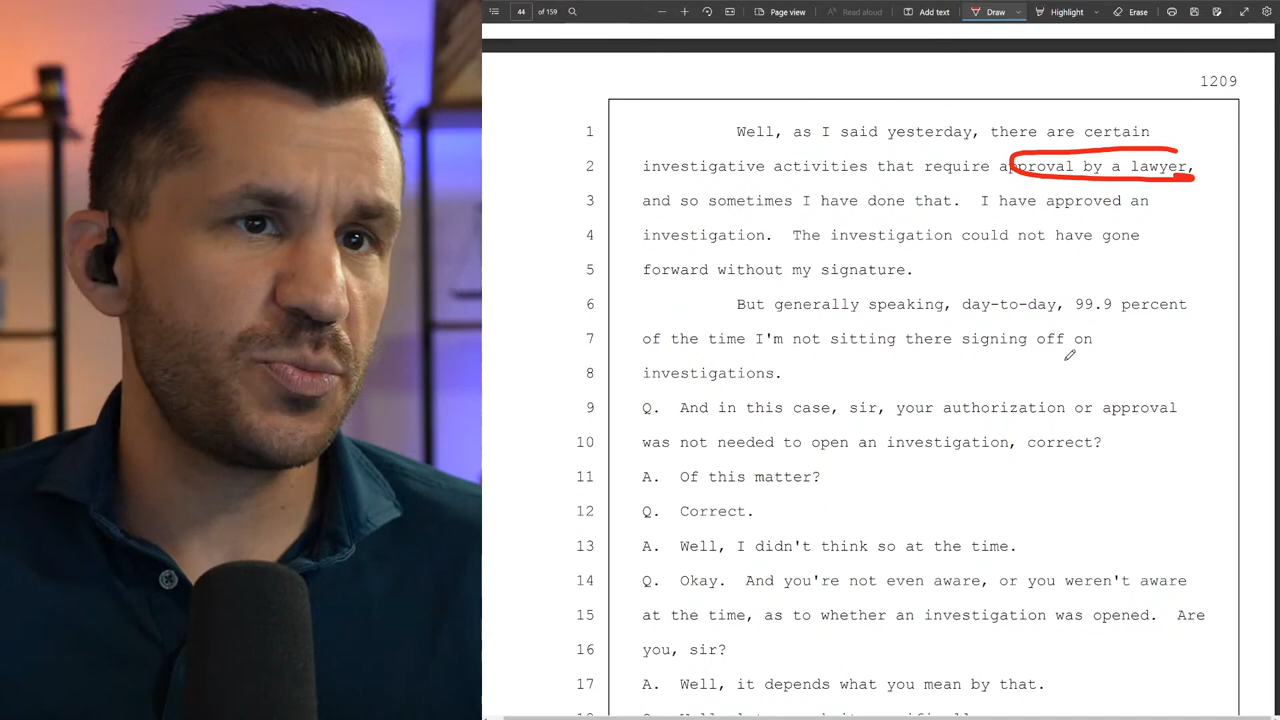 44 of 159
Page view
Read aloud
Add text
Draw
Highlight
Erase
1209
1 Well, as I said yesterday, there are certain
2 investigative activities that require approval by a lawyer,
3 and so sometimes I have done that. I have approved an
4 investigation. The investigation could not have gone
5 forward without my signature.
6 But generally speaking, day-to-day, 99.9 percent
7 of the time I'm not sitting there signing off on
8 investigations.
9 Q. And in this case, sir, your authorization or approval
10 was not needed to open an investigation, correct?
11 A. Of this matter?
12 Q. Correct.
13 A. Well, I didn't think so at the time.
14 Q. Okay. And you're not even aware, or you weren't aware
15 at the time, as to whether an investigation was opened. Are
16 you, sir?
17 A. Well, it depends what you mean by that.